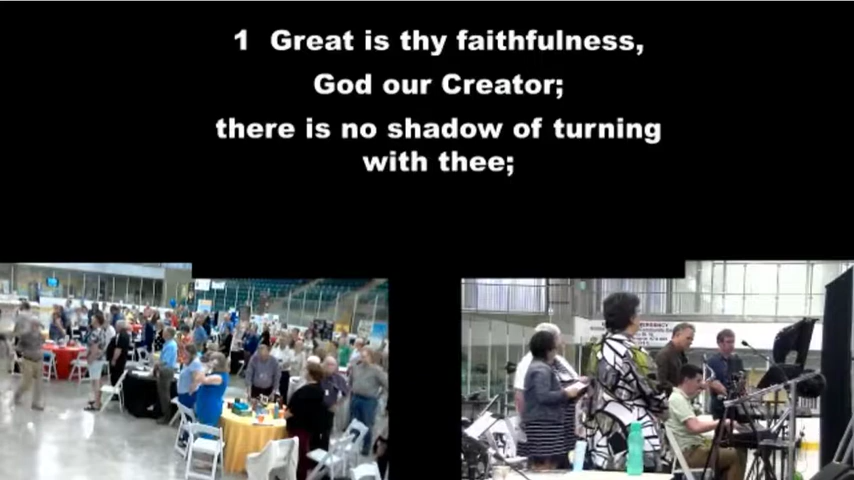 1 Great is thy faithfulness,
God our Creator;
there is no shadow of turning
with thee;